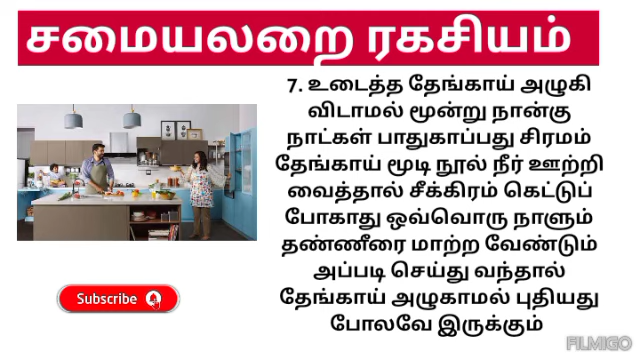 சமையலறை ரகசியம்
7. உடைத்த தேங்காய் அழுகி
விடாமல் மூன்று நான்கு
நாட்கள் பாதுகாப்பது சிரமம்
தேங்காய் மூடி நூல் நீர் ஊற்றி
வைத்தால் சீக்கிரம் கெட்டுப்
போகாது ஒவ்வொரு நாளும்
தண்ணீரை மாற்ற வேண்டும்
அப்படி செய்து வந்தால்
தேங்காய் அழுகாமல் புதியது
போலவே இருக்கும்
Subscribe
FILMIGO